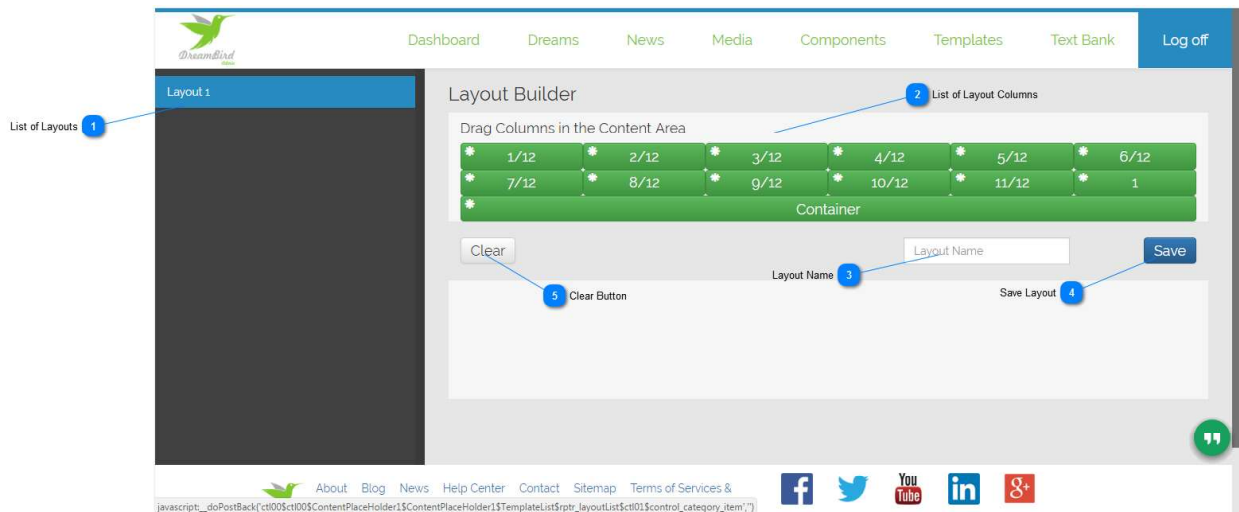 DreamBird
Dashboard Dreams News Media Components Templates Text Bank Log off
Layout 1
List of Layouts 1
Layout Builder
2 List of Layout Columns
Drag Columns in the Content Area
1/12 2/12 3/12 4/12 5/12 6/12
7/12 8/12 9/12 10/12 11/12 1
Container
Clear Layout Name Save
Layout Name 3
5 Clear Button
Save Layout 4
About Blog News Help Center Contact Sitemap Terms of Services &
You
Tube
in
g+
javascript:__doPostBack('ctl00$ctl00$ContentPlaceHolder1$ContentPlaceHolder1$TemplateList$rptr_layoutList$ctl01$control_category_item','')